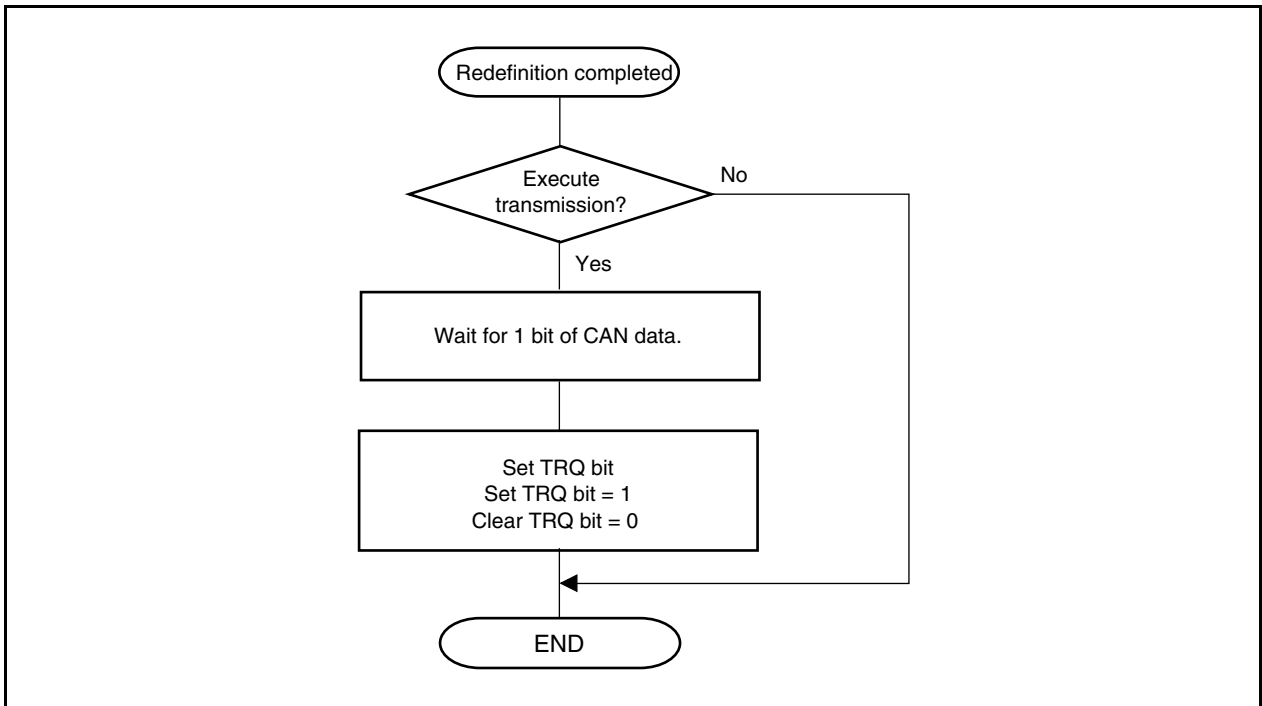 Redefinition completed
Execute
transmission?
No
Yes
Wait for 1 bit of CAN data.
Set TRQ bit
Set TRQ bit = 1
Clear TRQ bit = 0
END